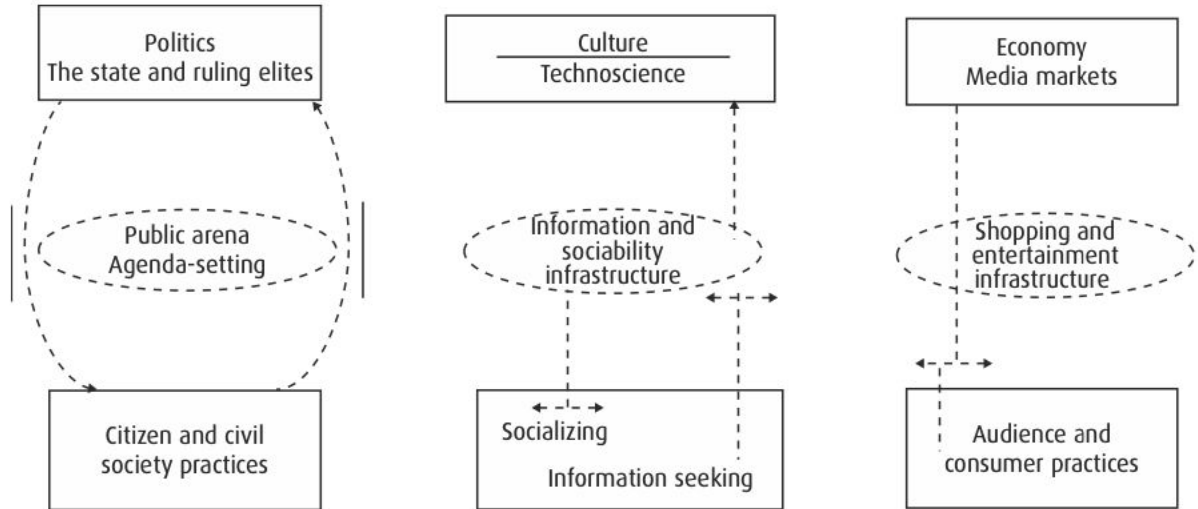 Politics
The state and ruling elites
Culture
Technoscience
Economy
Media markets
Public arena
Agenda-setting
Information and
sociability
infrastructure
Shopping and
entertainment
infrastructure
Citizen and civil
society practices
Socializing
Information seeking
Audience and
consumer practices